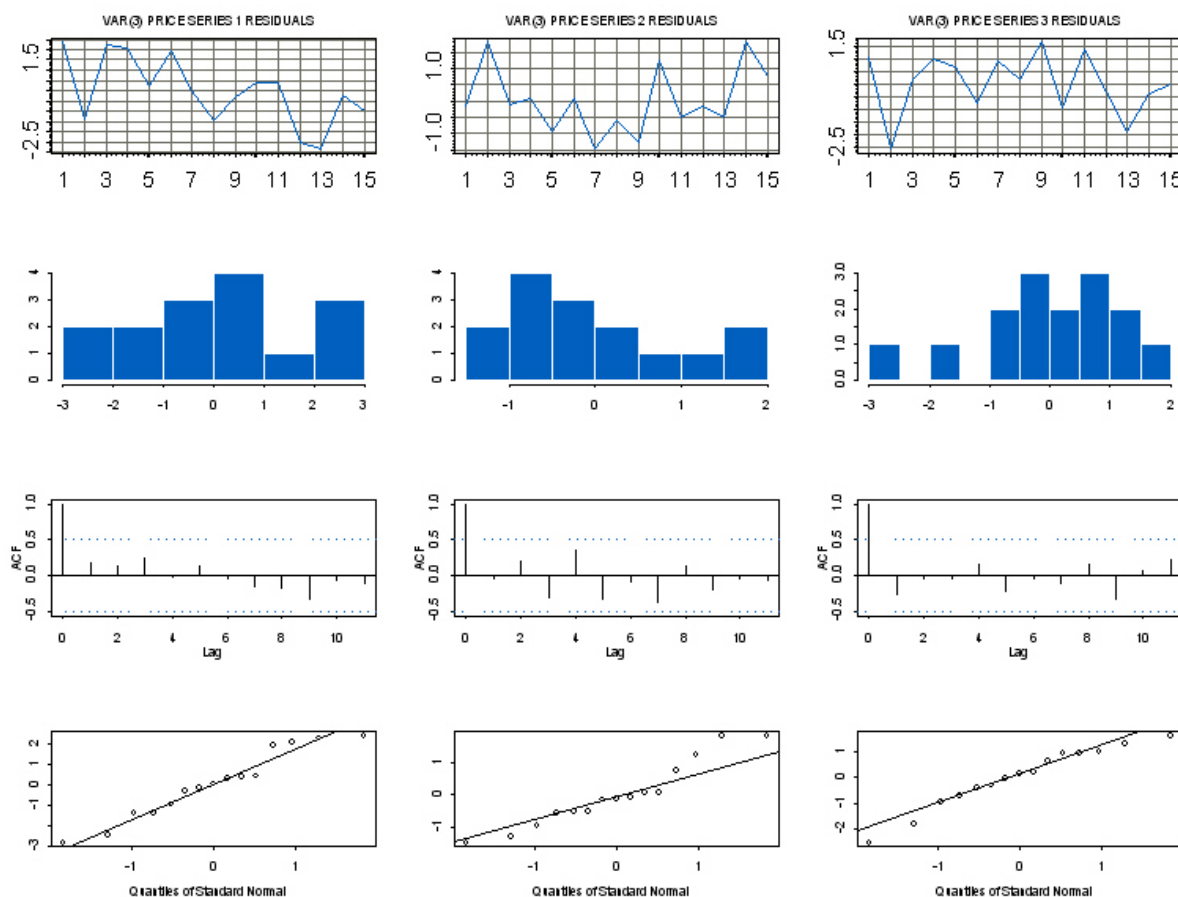 VAR(3) PRICE SERIES 1 RESIDUALS
VAR(3) PRICE SERIES 2 RESIDUALS
VAR(3) PRICE SERIES 3 RESIDUALS
1.5
-2.5
1 3 5 7 9 11 13 15
1.0
-1.0
1 3 5 7 9 11 13 15
1.5
-2.5
1 3 5 7 9 11 13 15
4
3
2
1
0
-3 -2 -1 0 1 2 3
4
3
2
1
0
-1 0 1 2
3.0
2.0
1.0
0.0
-3 -2 -1 0 1 2
ACF
1.0
0.5
0.0
-0.5
0 2 4 6 8 10
Lag
ACF
1.0
0.5
0.0
-0.5
0 2 4 6 8 10
Lag
ACF
1.0
0.5
0.0
-0.5
0 2 4 6 8 10
Lag
2
1
0
-1
-3
-1 0 1
Quantiles of Standard Normal
1
0
-1
-1 0 1
Quantiles of Standard Normal
1
0
-1
-2
-1 0 1
Quantiles of Standard Normal